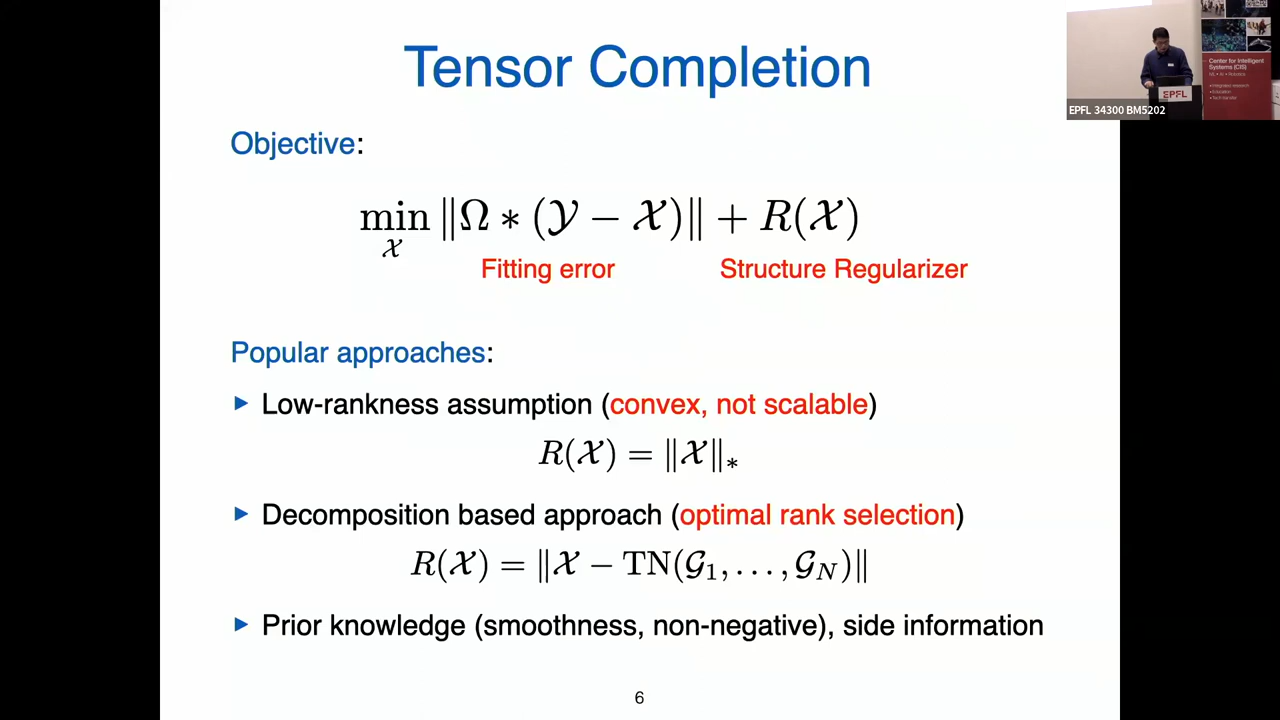 Tensor Completion
Objective:
min_𝒳 ‖Ω ∗ (𝒴 − 𝒳)‖ + R(𝒳)
Fitting error
Structure Regularizer
Popular approaches:
▶ Low-rankness assumption (convex, not scalable)
R(𝒳) = ‖𝒳‖∗
▶ Decomposition based approach (optimal rank selection)
R(𝒳) = ‖𝒳 − TN(𝒢₁, . . . , 𝒢_N)‖
▶ Prior knowledge (smoothness, non-negative), side information
6
Center for Intelligent
Systems (CIS)
EPFL
EPFL 34300 BM5202